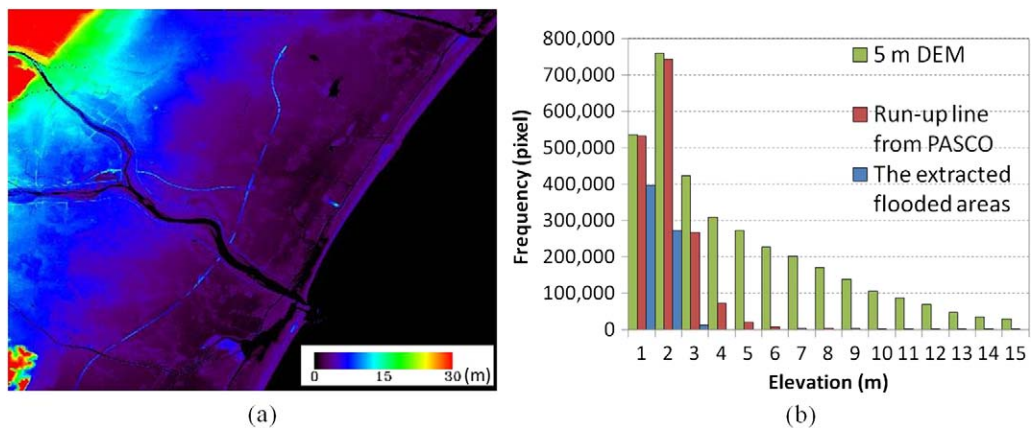 0 15 30 (m)
(a)
800,000
700,000
600,000
500,000
400,000
300,000
200,000
100,000
0
Frequency (pixel)
5 m DEM
Run-up line
from PASCO
The extracted
flooded areas
1 2 3 4 5 6 7 8 9 10 11 12 13 14 15
Elevation (m)
(b)